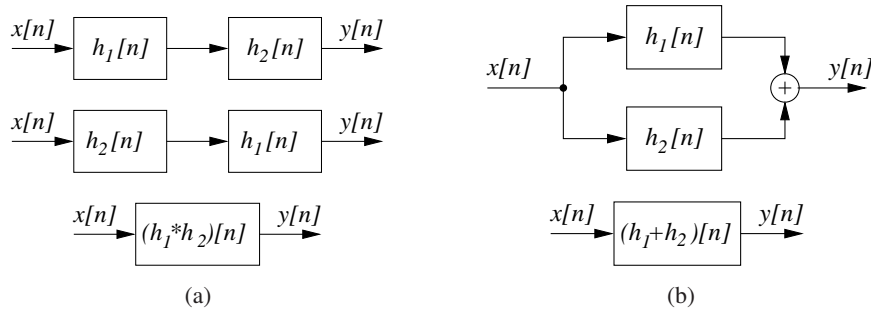 x[n] h1[n] h2[n] y[n]
x[n] h2[n] h1[n] y[n]
x[n] (h1*h2)[n] y[n]
(a)
h1[n]
x[n] + y[n]
h2[n]
x[n] (h1+h2)[n] y[n]
(b)